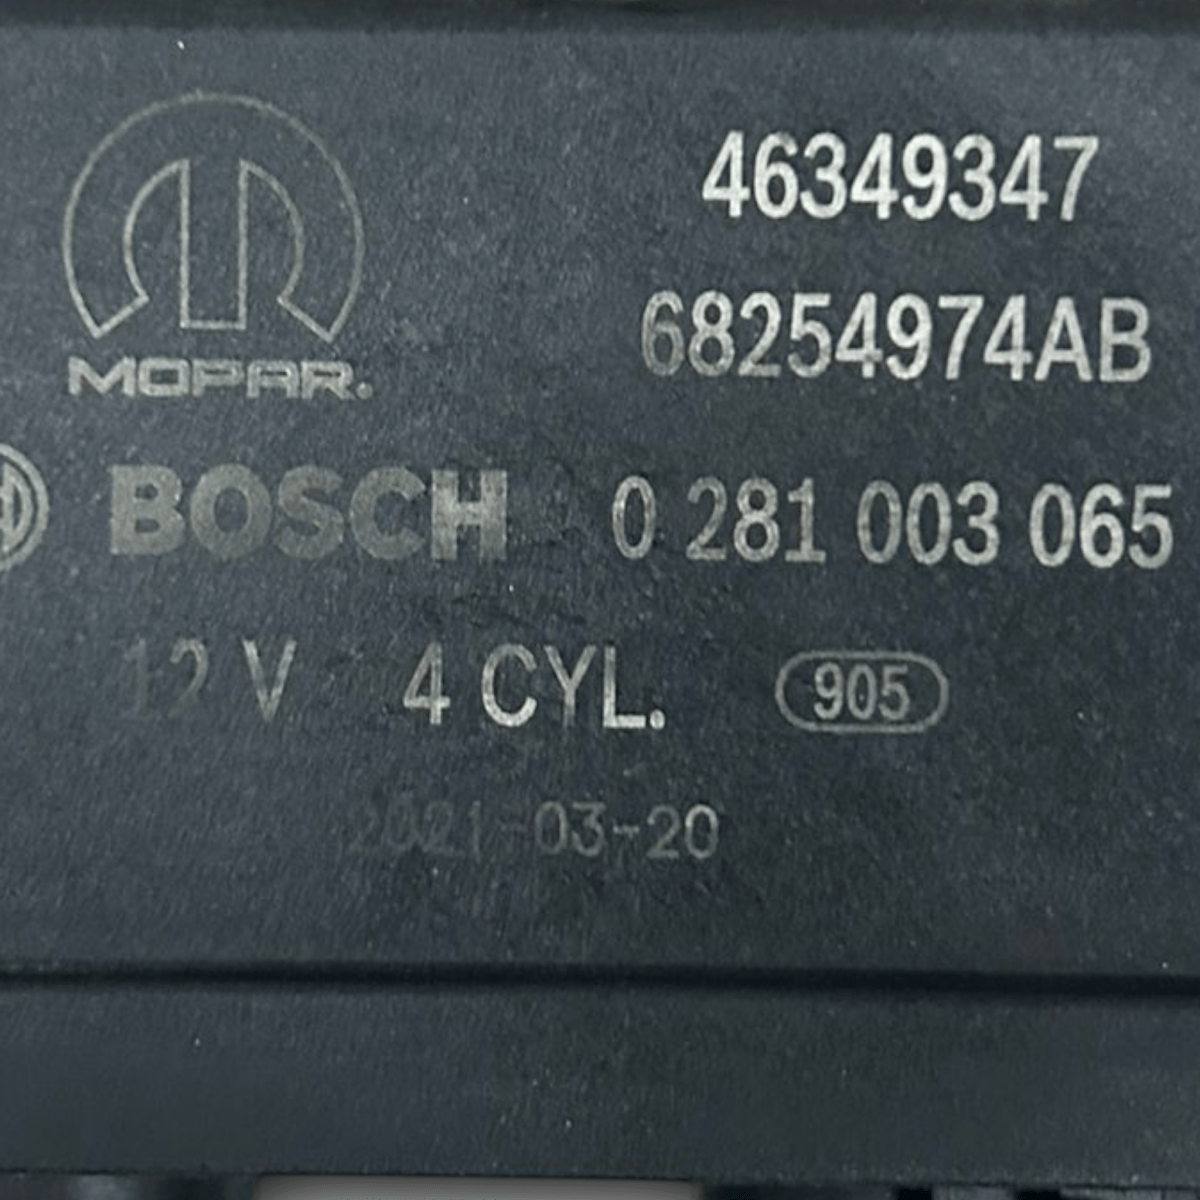 46349347
68254974AB
MOPAR.
BOSCH 0 281 003 065
12 V 4 CYL. 905
2021-03-20